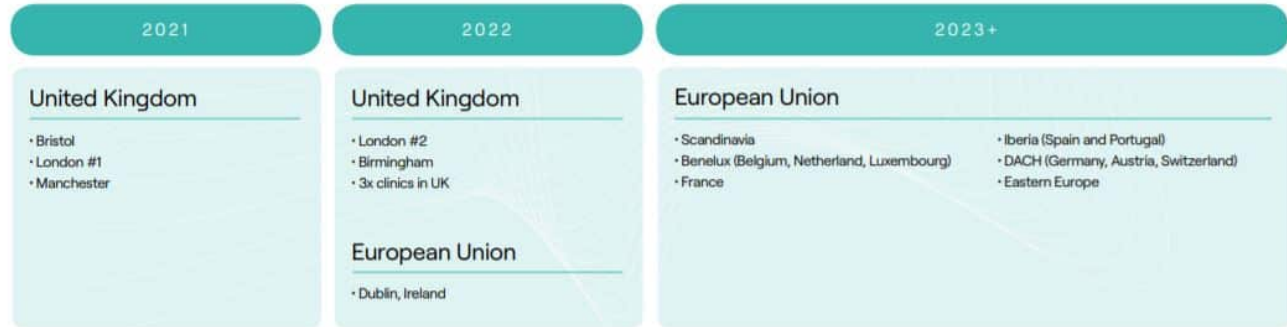 2021
United Kingdom
• Bristol
• London #1
• Manchester
2022
United Kingdom
• London #2
• Birmingham
• 3x clinics in UK
European Union
• Dublin, Ireland
2023+
European Union
• Scandinavia
• Benelux (Belgium, Netherland, Luxembourg)
• France
• Iberia (Spain and Portugal)
• DACH (Germany, Austria, Switzerland)
• Eastern Europe